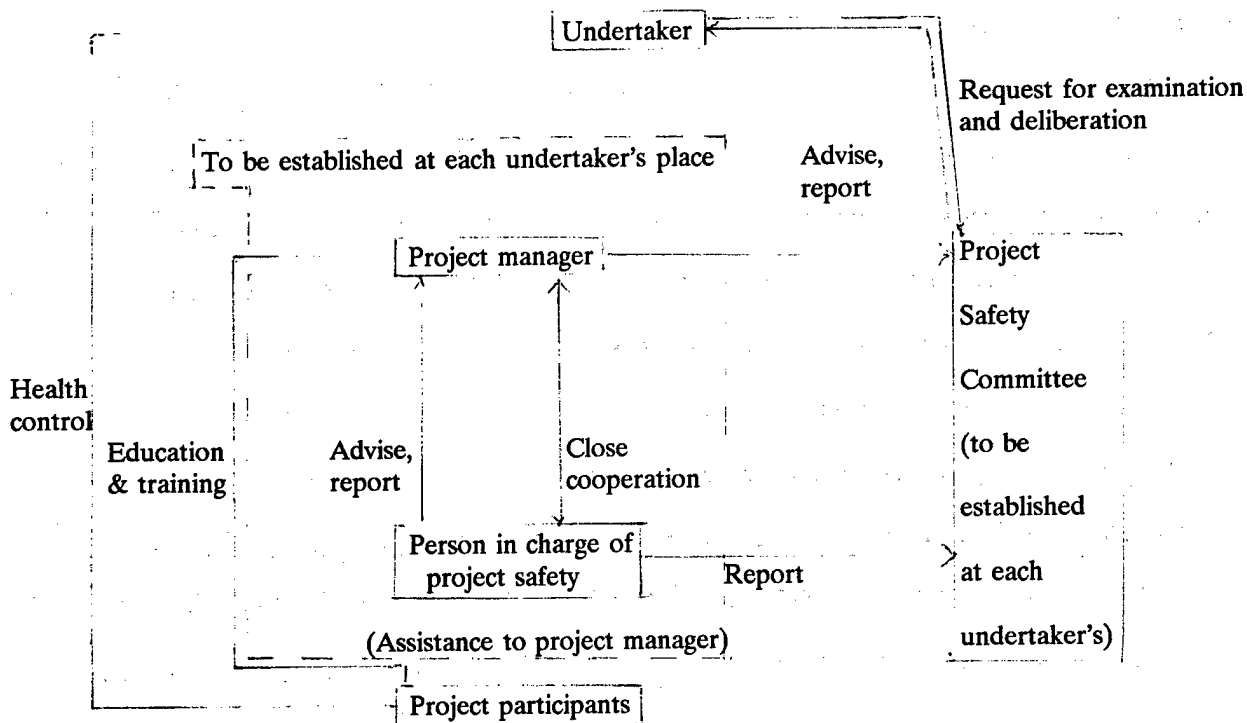 Undertaker
Request for examination
and deliberation
To be established at each undertaker's place
Advise,
report
Project manager
Project
Safety
Committee
(to be
established
at each
undertaker's)
Health
control
Education
& training
Advise,
report
Close
cooperation
Person in charge of
project safety
Report
(Assistance to project manager)
Project participants